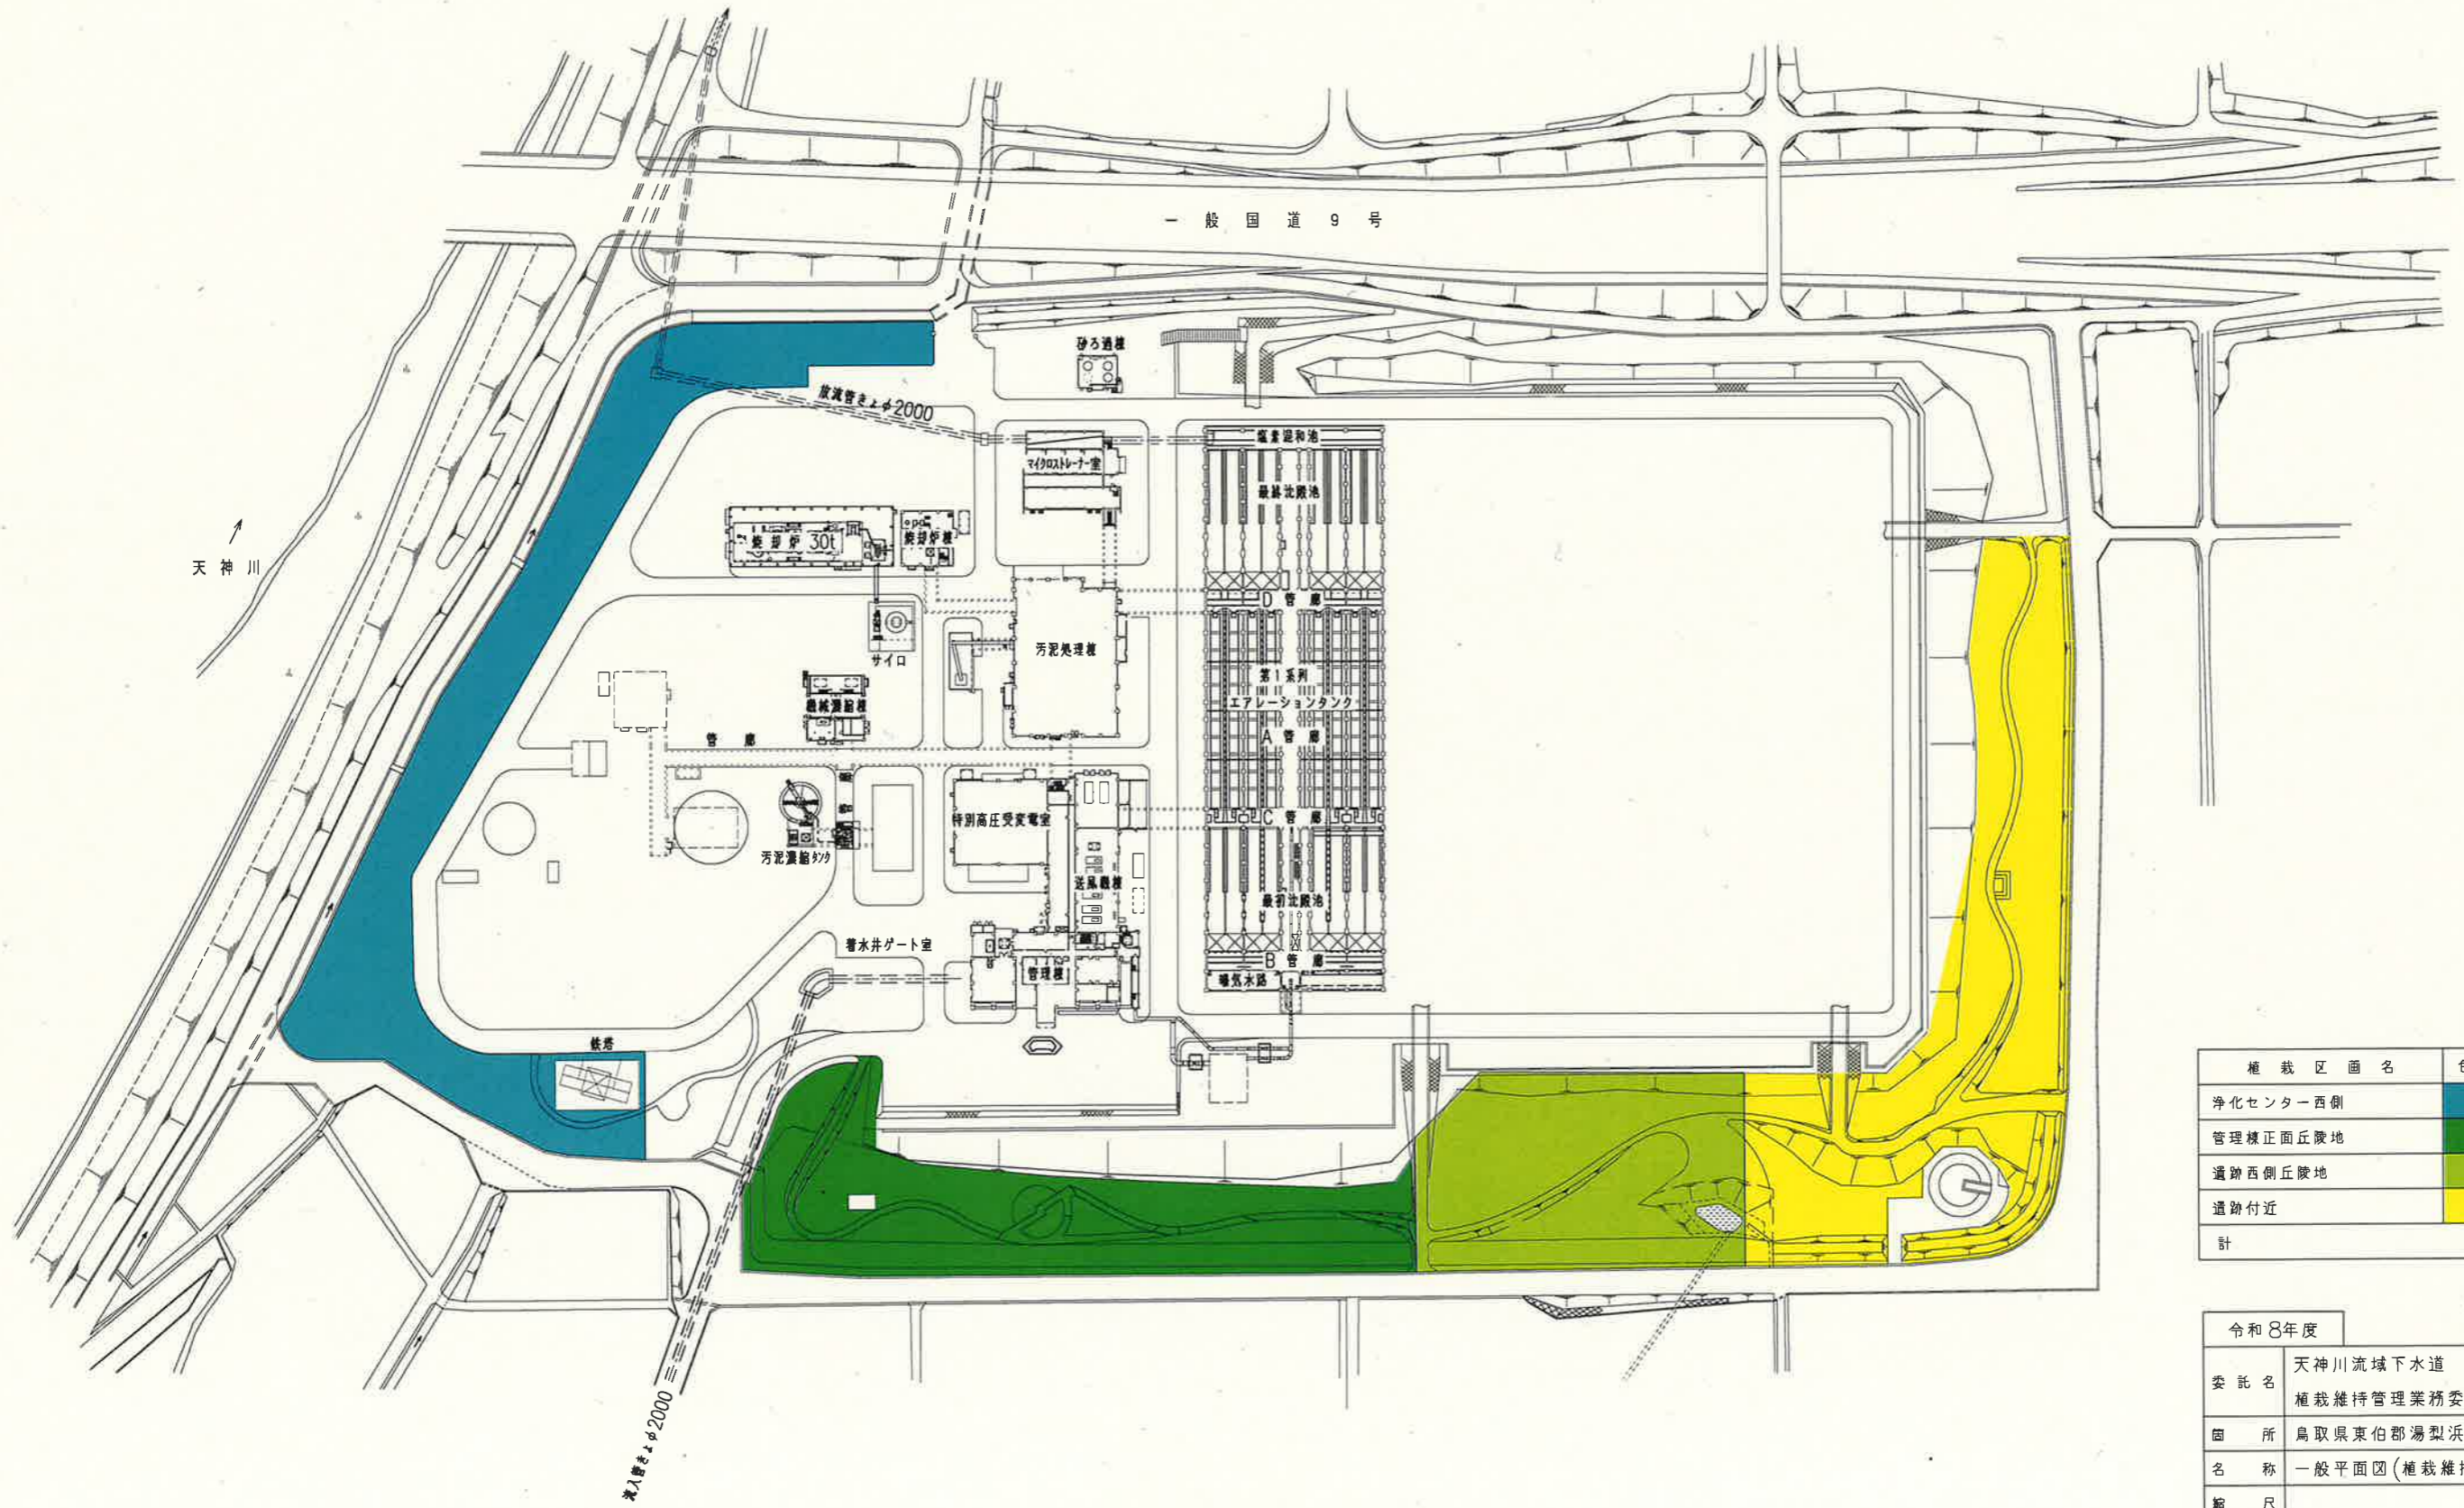 一般国道9号
砂ろ過棟
放流管きょφ2000
塩素混和池
マイクロストレーナー室
最終沈殿池
焼却炉 30t
焼却炉棟
天神川
D管廊
汚泥処理棟
サイロ
第1系列
エアレーションタンク
機械濃縮棟
A管廊
管廊
管廊
特別高圧受変電室
C管廊
汚泥濃縮タンク
送風機棟
最初沈殿池
着水井ゲート室
B管廊
管理棟
曝気水路
鉄塔
流入管きょφ2000
植栽区画名
浄化センター西側
管理棟正面丘陵地
遺跡西側丘陵地
遺跡付近
計
令和8年度
委託名 天神川流域下水道
植栽維持管理業務委
箇所 鳥取県東伯郡湯梨浜
名称 一般平面図(植栽維
縮尺